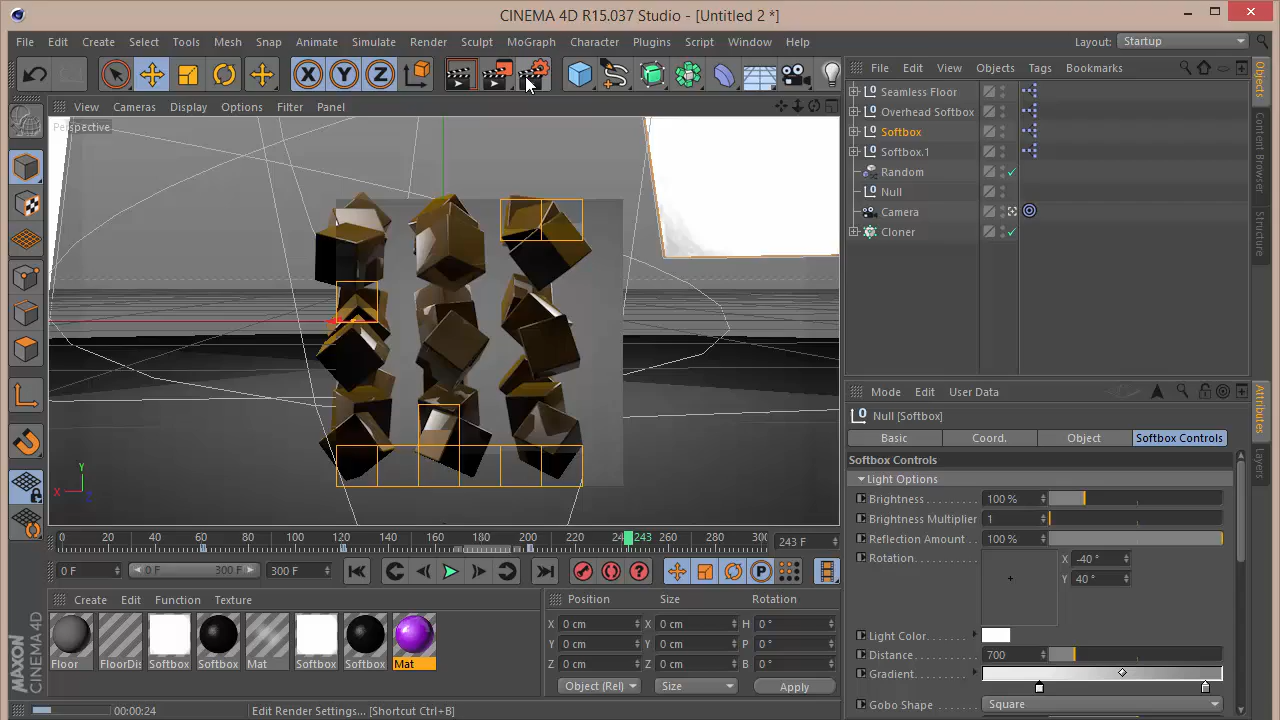 CINEMA 4D R15.037 Studio - [Untitled 2 *]
File Edit Create Select Tools Mesh Snap Animate Simulate Render Sculpt MoGraph Character Plugins Script Window Help Layout: Startup
X Y Z
File Edit View Objects Tags Bookmarks
View Cameras Display Options Filter Panel
Perspective
Seamless Floor
Overhead Softbox
Softbox
Softbox.1
Random
Null
Camera
Cloner
Objects
Content Browser
Structure
Mode Edit User Data
Null [Softbox]
Basic Coord. Object Softbox Controls
Softbox Controls
Light Options
Brightness 100 %
Brightness Multiplier 1
Reflection Amount 100 %
Rotation X -40 °
Y 40 °
Light Color
Distance 700
Gradient
Gobo Shape Square
Attributes
Layers
Y
X
0 20 40 60 80 100 120 140 160 180 200 220 24 243 260 280 300 243 F
0 F 0 F 300 F 300 F
P
Create Edit Function Texture
Floor FloorDis Softbox Softbox Mat Softbox Softbox Mat
Position Size Rotation
X 0 cm X 0 cm H 0 °
Y 0 cm Y 0 cm P 0 °
Z 0 cm Z 0 cm B 0 °
Object (Rel) Size Apply
MAXON CINEMA 4D
00:00:24 Edit Render Settings... [Shortcut Ctrl+B]